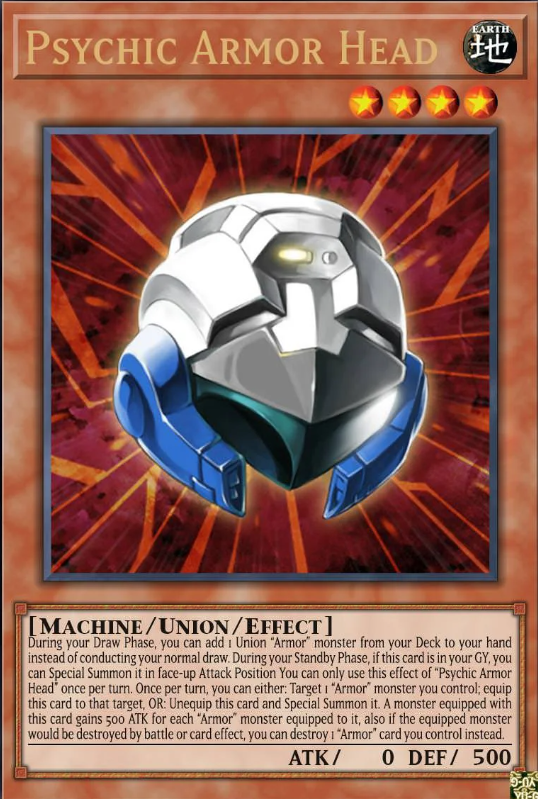 PSYCHIC ARMOR HEAD
EARTH
地
[MACHINE/UNION/EFFECT]
During your Draw Phase, you can add 1 Union “Armor” monster from your Deck to your hand
instead of conducting your normal draw. During your Standby Phase, if this card is in your GY, you
can Special Summon it in face-up Attack Position You can only use this effect of “Psychic Armor
Head” once per turn. Once per turn, you can either: Target 1 “Armor” monster you control; equip
this card to that target, OR: Unequip this card and Special Summon it. A monster equipped with
this card gains 500 ATK for each “Armor” monster equipped to it, also if the equipped monster
would be destroyed by battle or card effect, you can destroy 1 “Armor” card you control instead.
ATK/ 0 DEF/ 500